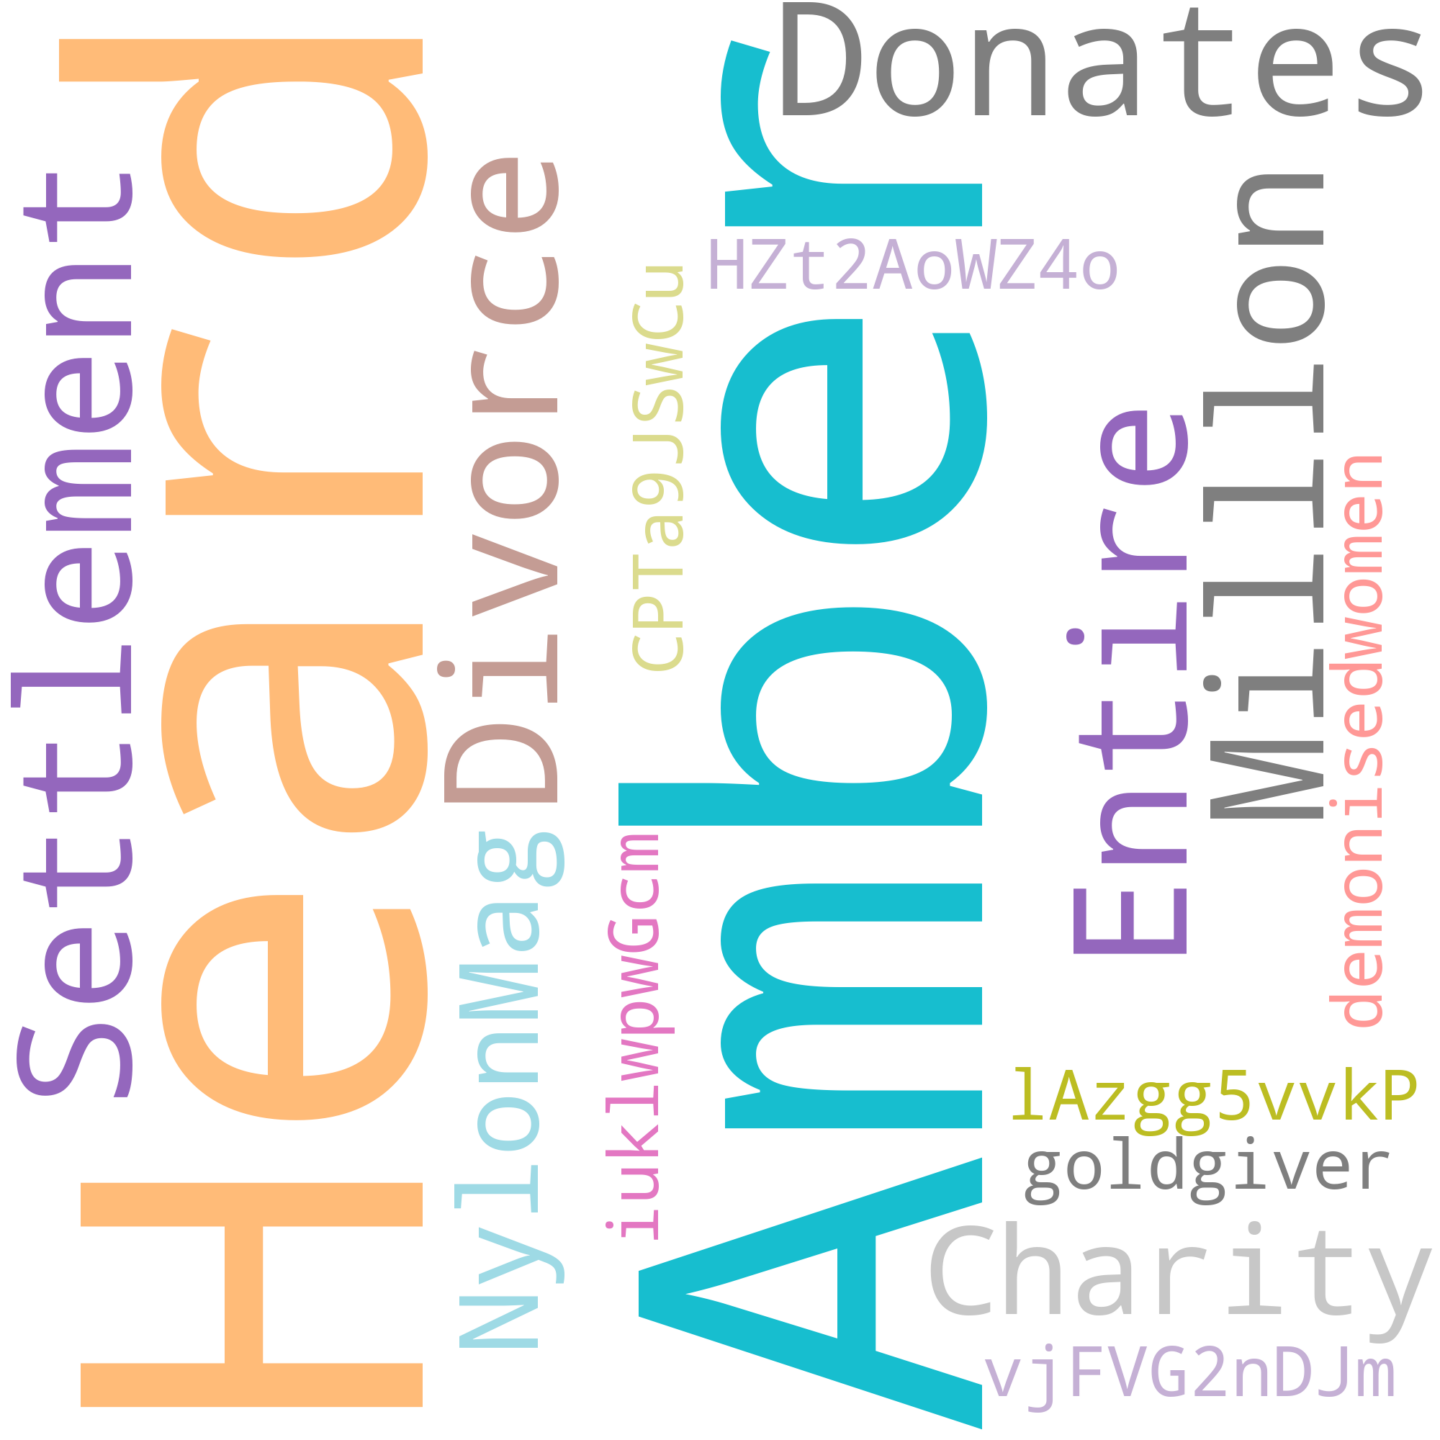 Settlement
Heard
Divorce
NylonMag
CPTa9JSwCu
iuklwpwGcm
Amber
Donates
HZt2AoWZ4o
Entire
Million
demonisedwomen
lAzgg5vvkP
goldgiver
Charity
vjFVG2nDJm